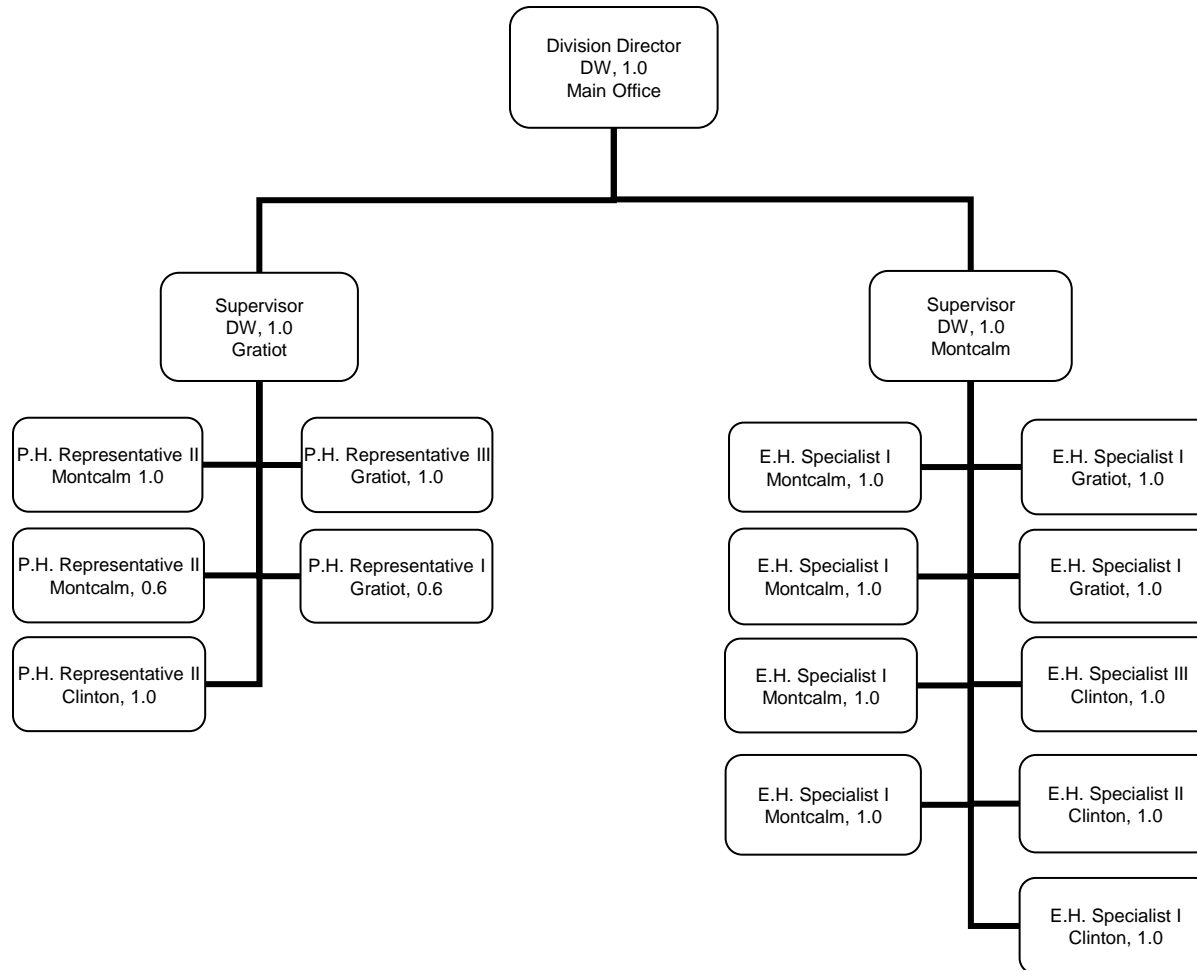 Division Director
DW, 1.0
Main Office
Supervisor
DW, 1.0
Gratiot
Supervisor
DW, 1.0
Montcalm
P.H. Representative II
Montcalm 1.0
P.H. Representative III
Gratiot, 1.0
P.H. Representative II
Montcalm, 0.6
P.H. Representative I
Gratiot, 0.6
P.H. Representative II
Clinton, 1.0
E.H. Specialist I
Montcalm, 1.0
E.H. Specialist I
Gratiot, 1.0
E.H. Specialist I
Montcalm, 1.0
E.H. Specialist I
Gratiot, 1.0
E.H. Specialist I
Montcalm, 1.0
E.H. Specialist III
Clinton, 1.0
E.H. Specialist I
Montcalm, 1.0
E.H. Specialist II
Clinton, 1.0
E.H. Specialist I
Clinton, 1.0